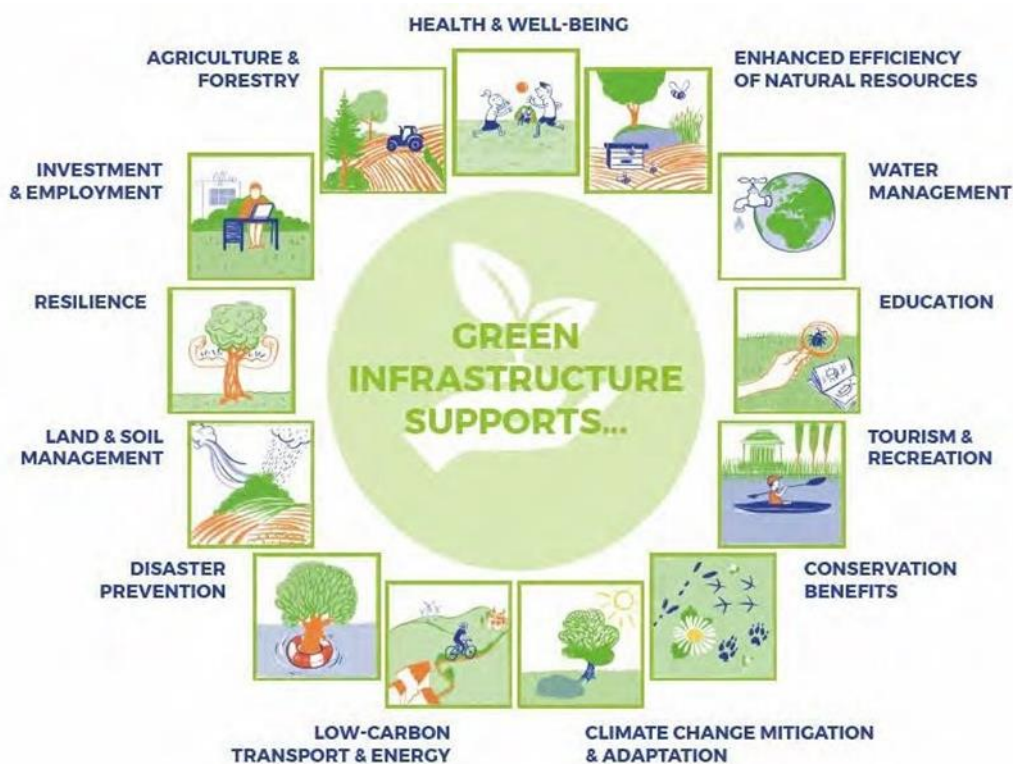 HEALTH & WELL-BEING
AGRICULTURE &
FORESTRY
ENHANCED EFFICIENCY
OF NATURAL RESOURCES
INVESTMENT
& EMPLOYMENT
WATER
MANAGEMENT
RESILIENCE
EDUCATION
GREEN
INFRASTRUCTURE
SUPPORTS...
LAND & SOIL
MANAGEMENT
TOURISM &
RECREATION
DISASTER
PREVENTION
CONSERVATION
BENEFITS
LOW-CARBON
TRANSPORT & ENERGY
CLIMATE CHANGE MITIGATION
& ADAPTATION